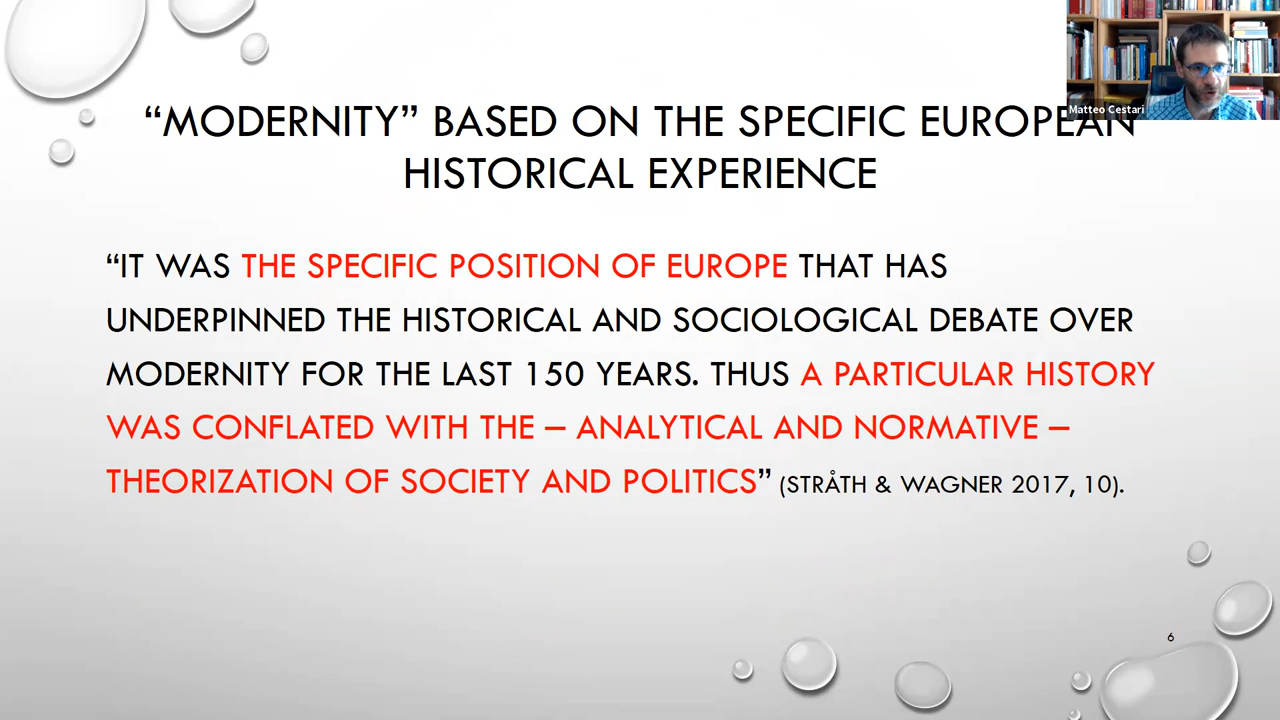 “MODERNITY” BASED ON THE SPECIFIC EUROPEAN
HISTORICAL EXPERIENCE
Matteo Cestari
“IT WAS THE SPECIFIC POSITION OF EUROPE THAT HAS
UNDERPINNED THE HISTORICAL AND SOCIOLOGICAL DEBATE OVER
MODERNITY FOR THE LAST 150 YEARS. THUS A PARTICULAR HISTORY
WAS CONFLATED WITH THE – ANALYTICAL AND NORMATIVE –
THEORIZATION OF SOCIETY AND POLITICS” (STRÅTH & WAGNER 2017, 10).
6